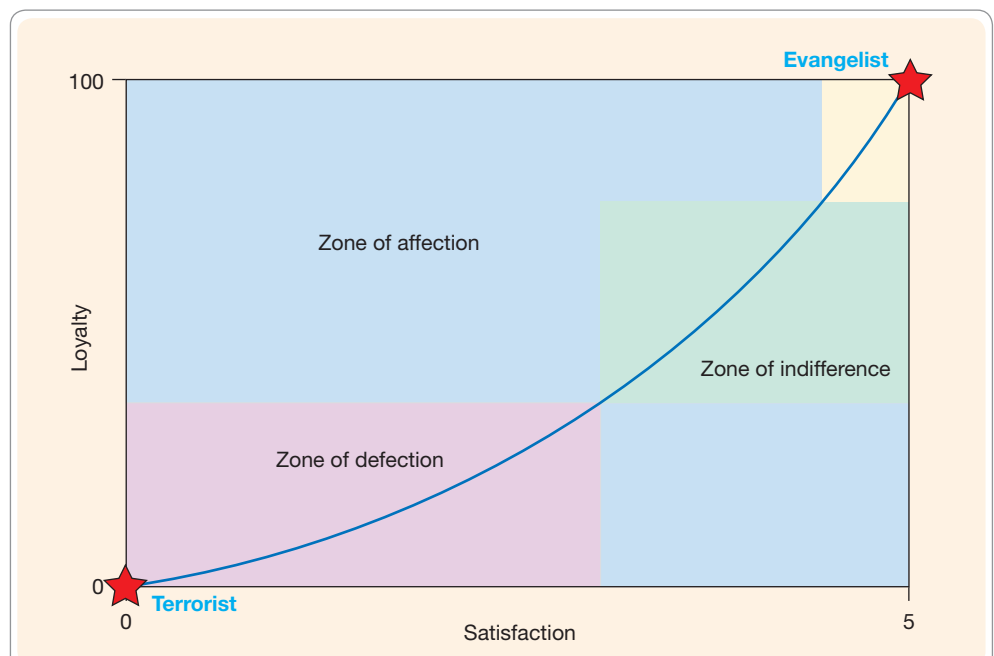 Evangelist
100
Zone of affection
Loyalty
Zone of indifference
Zone of defection
0
Terrorist
0
5
Satisfaction